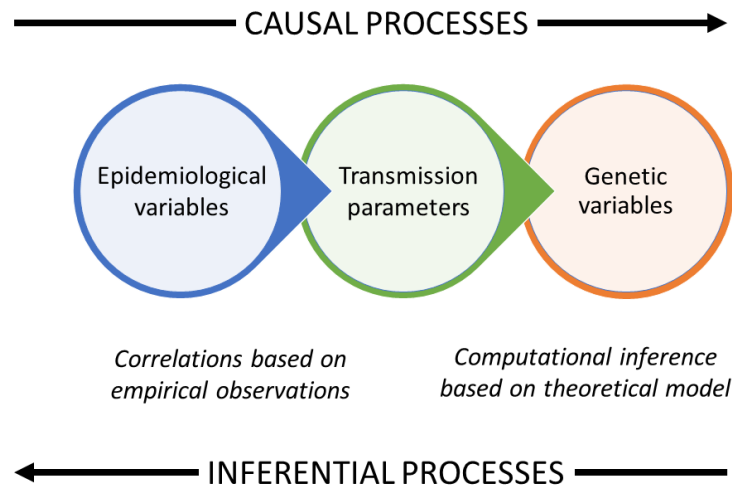 CAUSAL PROCESSES
Epidemiological
variables
Transmission
parameters
Genetic
variables
Correlations based on
empirical observations
Computational inference
based on theoretical model
INFERENTIAL PROCESSES